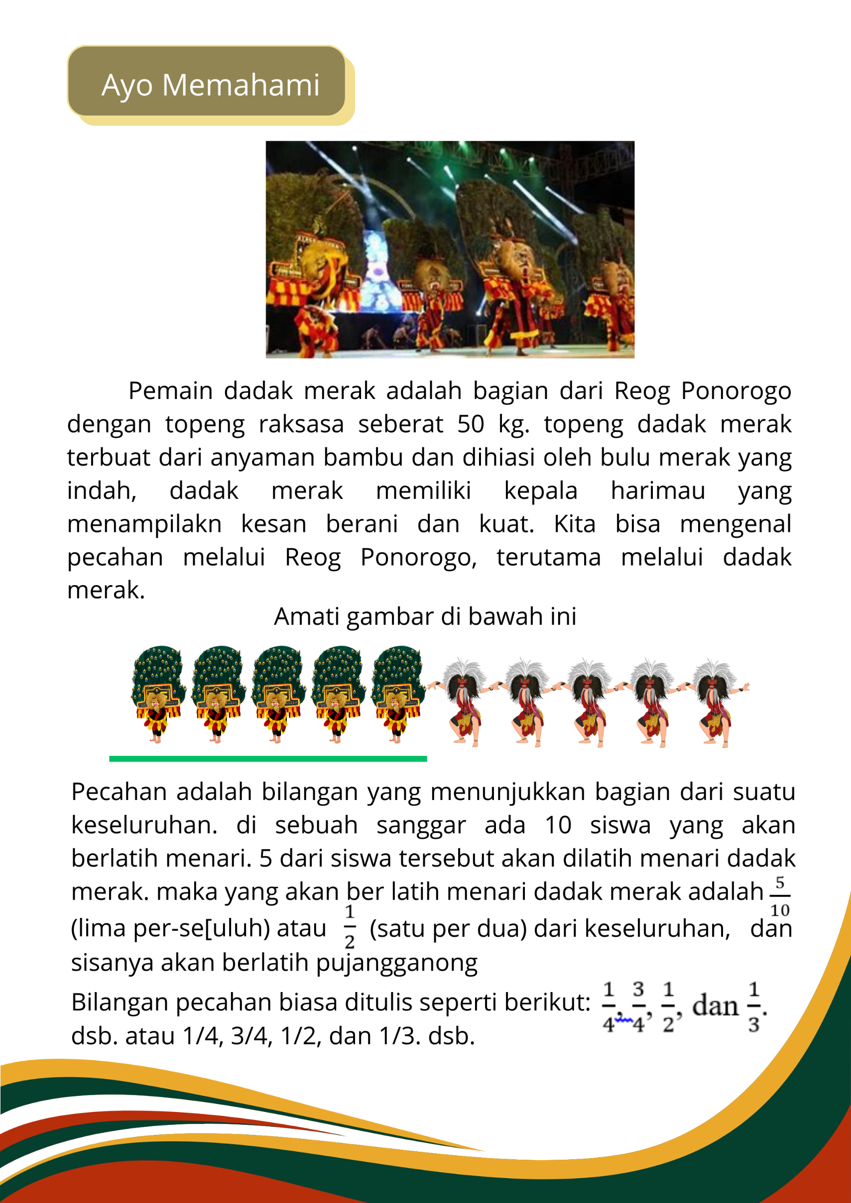 Ayo Memahami
Pemain dadak merak adalah bagian dari Reog Ponorogo
dengan topeng raksasa seberat 50 kg. topeng dadak merak
terbuat dari anyaman bambu dan dihiasi oleh bulu merak yang
indah, dadak merak memiliki kepala harimau yang
menampilakn kesan berani dan kuat. Kita bisa mengenal
pecahan melalui Reog Ponorogo, terutama melalui dadak
merak.
Amati gambar di bawah ini
Pecahan adalah bilangan yang menunjukkan bagian dari suatu
keseluruhan. di sebuah sanggar ada 10 siswa yang akan
berlatih menari. 5 dari siswa tersebut akan dilatih menari dadak
merak. maka yang akan ber latih menari dadak merak adalah 5/10
(lima per-se[uluh) atau 1/2 (satu per dua) dari keseluruhan, dan
sisanya akan berlatih pujangganong
Bilangan pecahan biasa ditulis seperti berikut: 1/4, 3/4, 1/2, dan 1/3.
dsb. atau 1/4, 3/4, 1/2, dan 1/3. dsb.